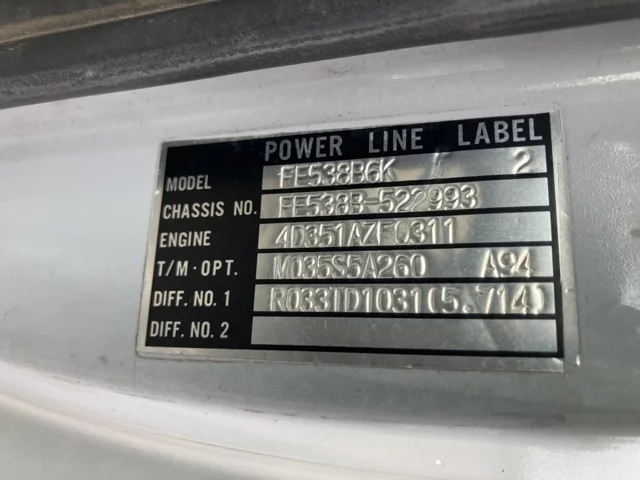 POWER LINE LABEL
MODEL FE538B6K 2
CHASSIS NO. FE538B-522993
ENGINE 4D351AZF0311
T/M·OPT. M035S5A260 A94
DIFF. NO. 1 R033TD1031(5.714)
DIFF. NO. 2